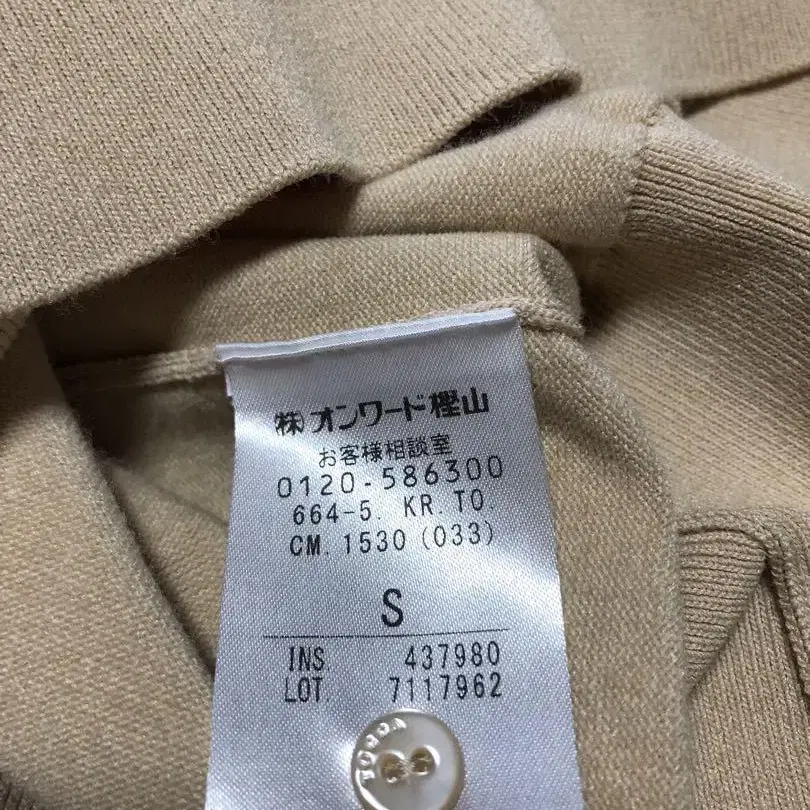 ㈱オンワード樫山
お客様相談室
0120-586300
664-5. KR. TO.
CM. 1530 (033)
S
INS 437980
LOT. 7117962
TOCCA